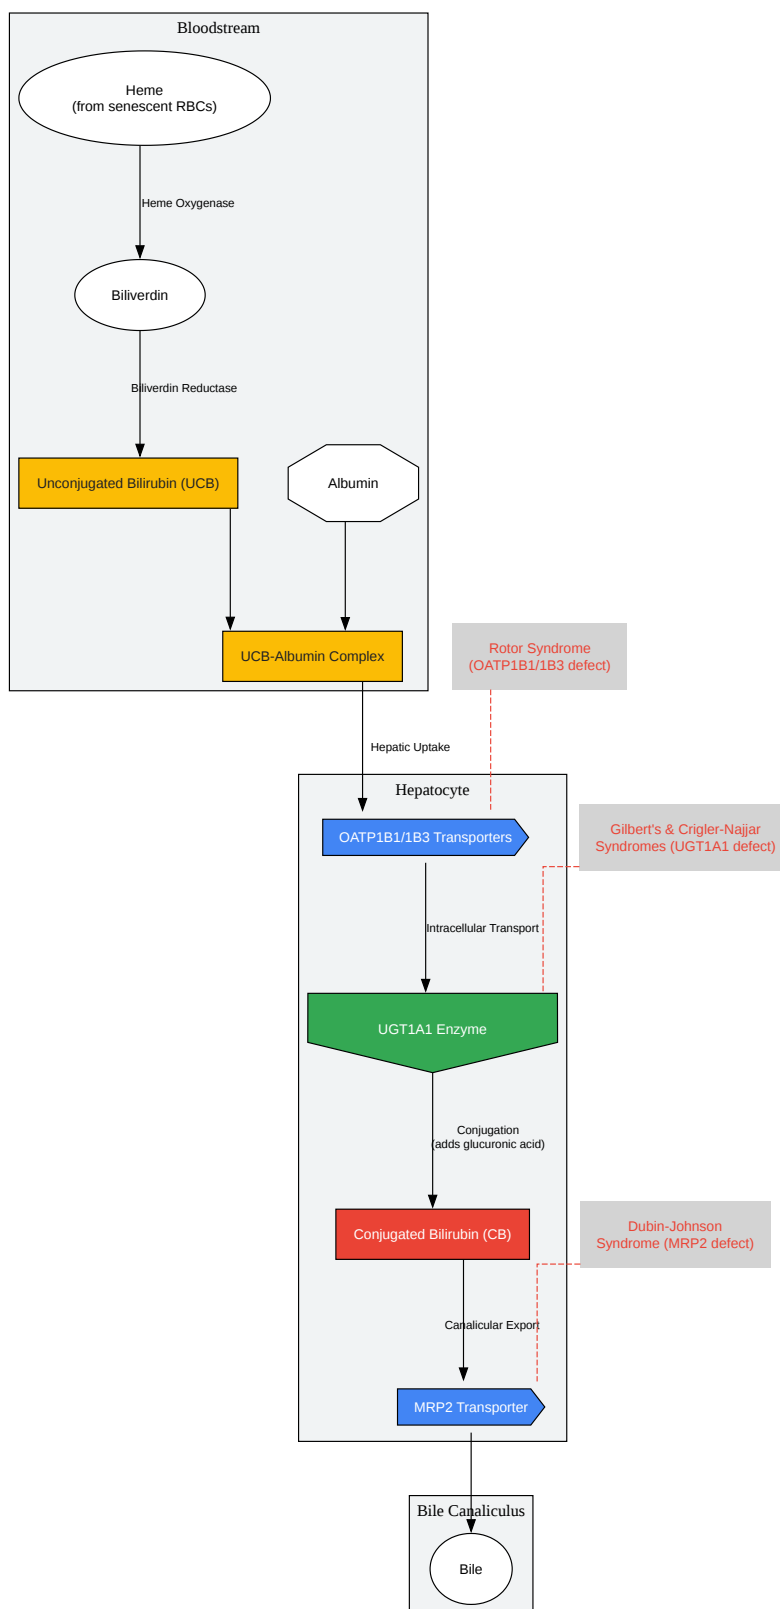 Bloodstream
Heme
(from senescent RBCs)
Heme Oxygenase
Biliverdin
Biliverdin Reductase
Unconjugated Bilirubin (UCB)
Albumin
UCB-Albumin Complex
Rotor Syndrome
(OATP1B1/1B3 defect)
Hepatic Uptake
Hepatocyte
OATP1B1/1B3 Transporters
Gilbert's & Crigler-Najjar
Syndromes (UGT1A1 defect)
Intracellular Transport
UGT1A1 Enzyme
Conjugation
(adds glucuronic acid)
Conjugated Bilirubin (CB)
Dubin-Johnson
Syndrome (MRP2 defect)
Canalicular Export
MRP2 Transporter
Bile Canaliculus
Bile